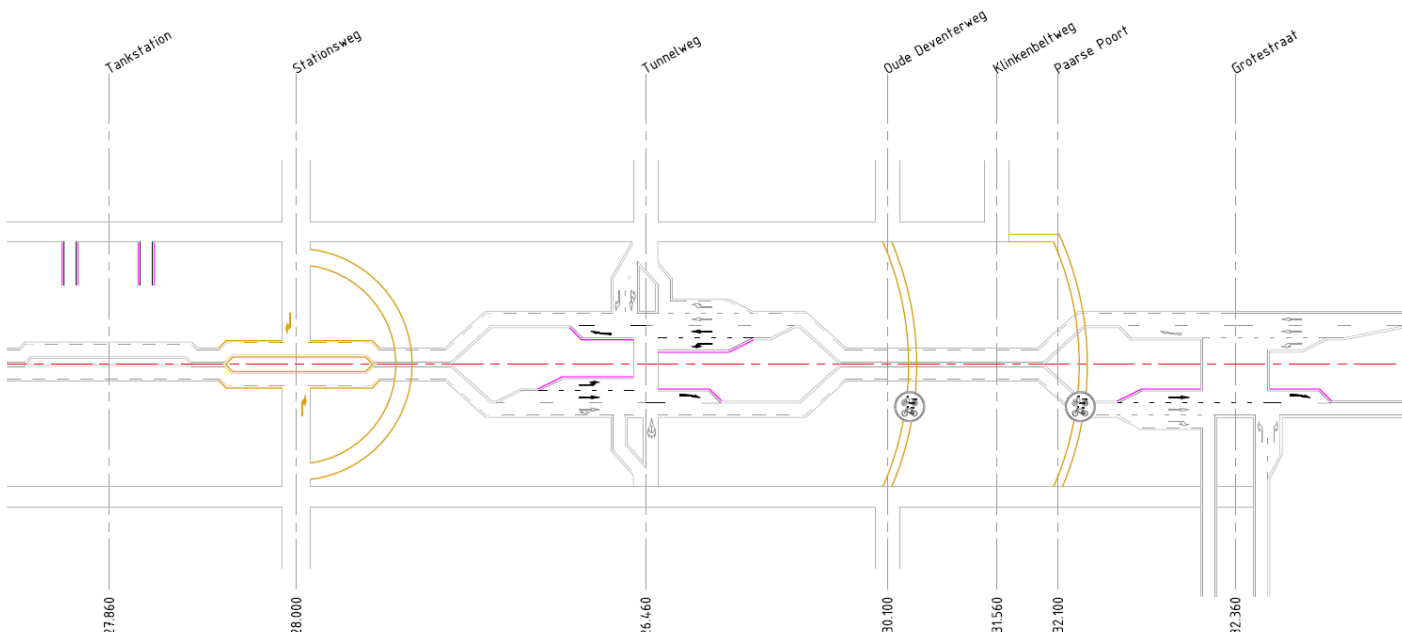 Tankstation
Stationsweg
Tunnelweg
Oude Deventerweg
Klinkenbeltweg
Paarse Poort
Grotestraat
27.860
28.000
26.460
30.100
31.560
32.100
32.360